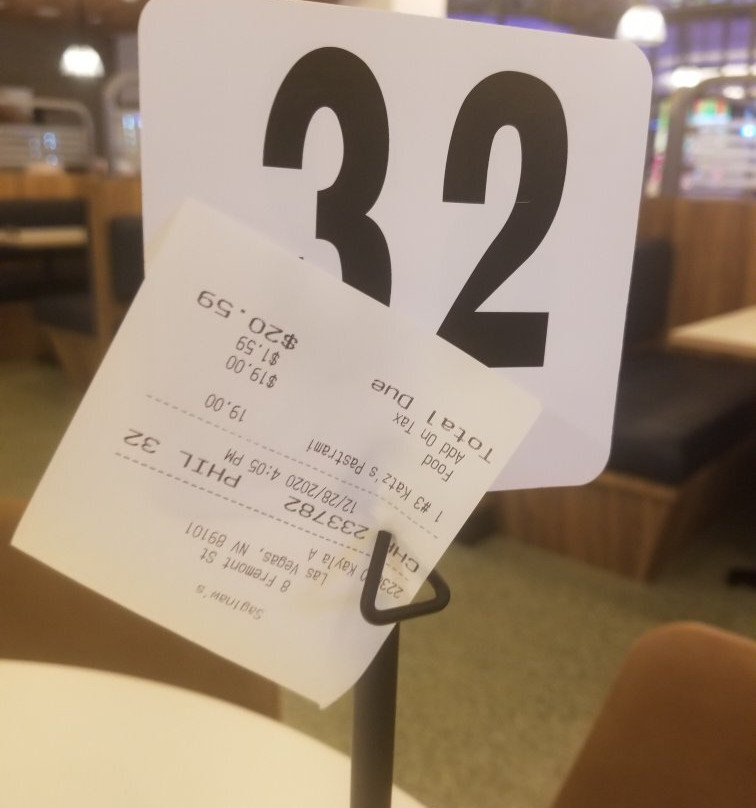 32
Saginaw's
8 Fremont St
Las Vegas, NV 89101
Kayla A
233782 PHIL 32
12/28/2020 4:05 PM
1 #3 Katz's Pastrami 19.00
Food $19.00
Add On Tax $1.59
Total Due $20.59